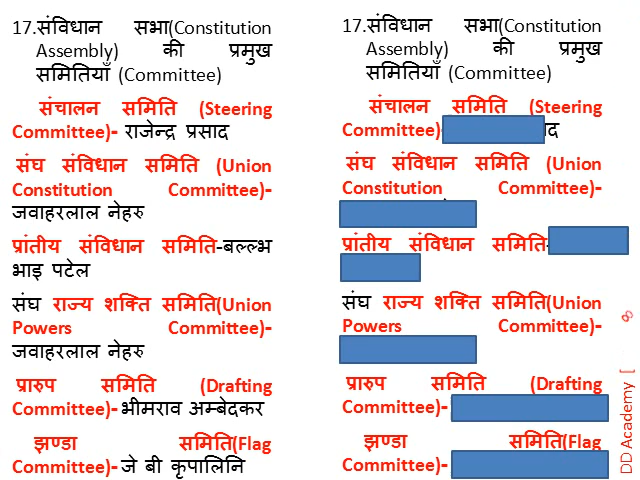 17.संविधान सभा(Constitution
Assembly) की प्रमुख
समितियाँ (Committee)
संचालन समिति (Steering
Committee)- राजेन्द्र प्रसाद
संघ संविधान समिति (Union
Constitution Committee)-
जवाहरलाल नेहरु
प्रांतीय संविधान समिति-बल्ल्भ
भाइ पटेल
संघ राज्य शक्ति समिति(Union
Powers Committee)-
जवाहरलाल नेहरु
प्रारुप समिति (Drafting
Committee)- भीमराव अम्बेदकर
झण्डा समिति(Flag
Committee)- जे बी कृपालिनि
17.संविधान सभा(Constitution
Assembly) की प्रमुख
समितियाँ (Committee)
संचालन समिति (Steering
Committee)-
संघ संविधान समिति (Union
Constitution Committee)-
प्रांतीय संविधान समिति-
संघ राज्य शक्ति समिति(Union
Powers Committee)-
प्रारुप समिति (Drafting
Committee)-
झण्डा समिति(Flag
Committee)-
DD Academy [ 8